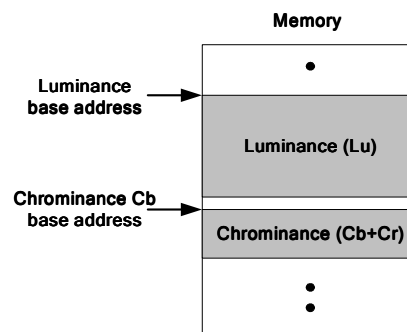 Memory
Luminance
base address
Luminance (Lu)
Chrominance Cb
base address
Chrominance (Cb+Cr)